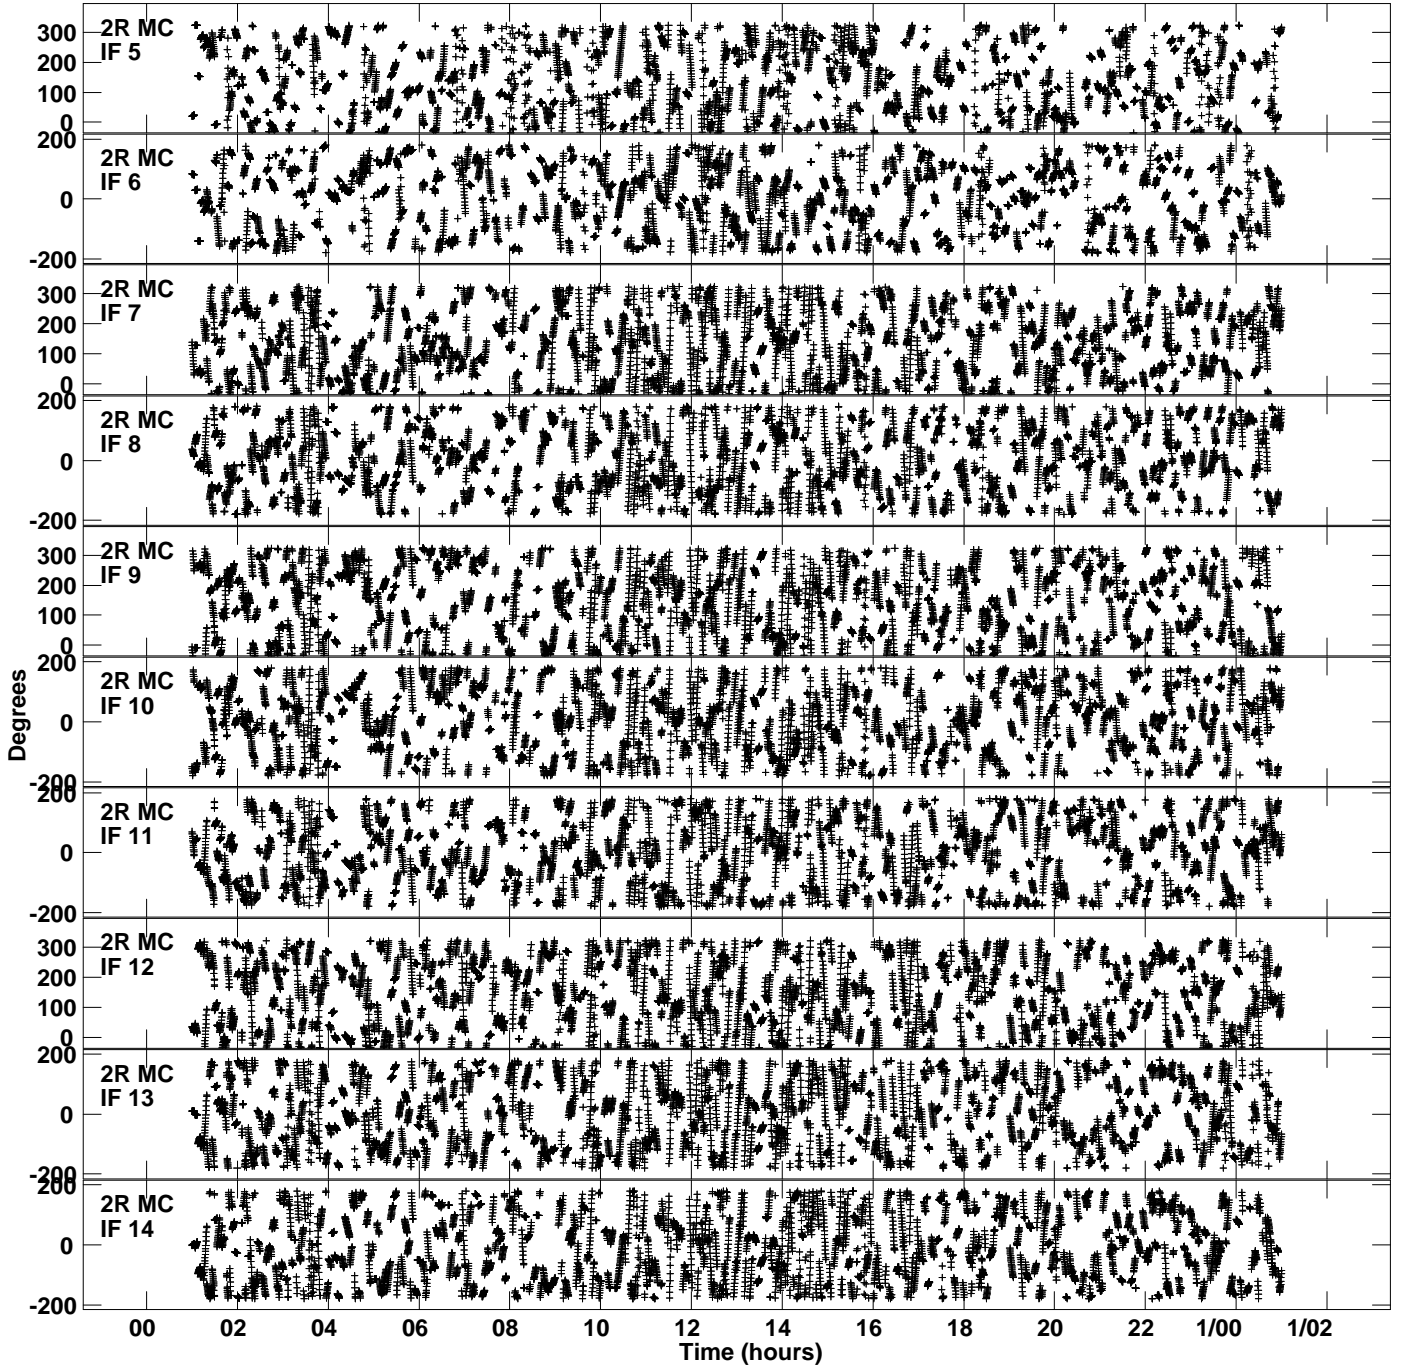 2R MC
IF 5
300
200
100
0
2R MC
IF 6
200
0
-200
2R MC
IF 7
300
200
100
0
2R MC
IF 8
200
0
-200
2R MC
IF 9
300
200
100
0
2R MC
IF 10
200
0
-200
2R MC
IF 11
200
0
-200
2R MC
IF 12
300
200
100
0
2R MC
IF 13
200
0
-200
2R MC
IF 14
200
0
-200
Degrees
00 02 04 06 08 10 12 14 16 18 20 22 1/00 1/02
Time (hours)